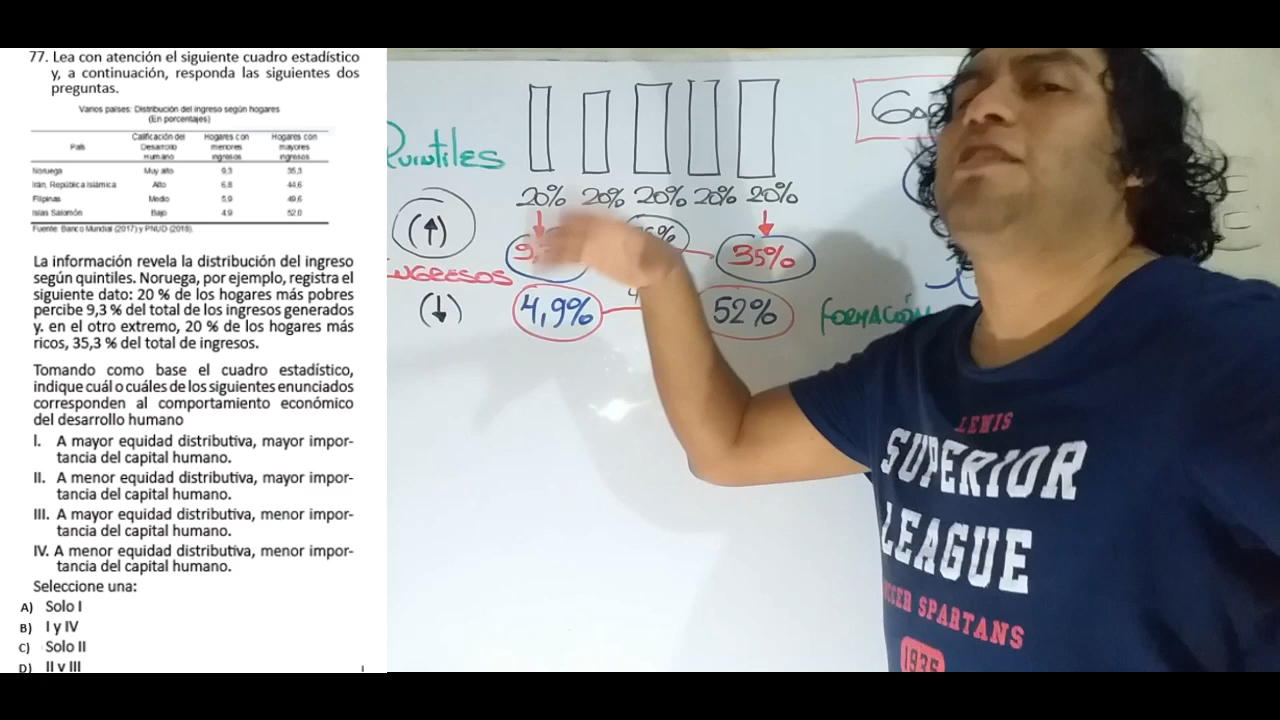 77. Lea con atención el siguiente cuadro estadístico
y, a continuación, responda las siguientes dos
preguntas.
Varios países: Distribución del ingreso según hogares
(En porcentajes)
País Calificación del Desarrollo Humano Hogares con menores ingresos Hogares con mayores ingresos
Noruega Muy alto 9,3 35,3
Irán, República Islámica Alto 6,8 44,6
Filipinas Medio 5,9 49,6
Islas Salomón Bajo 4,9 52,0
Fuente: Banco Mundial (2017) y PNUD (2018).
La información revela la distribución del ingreso
según quintiles. Noruega, por ejemplo, registra el
siguiente dato: 20 % de los hogares más pobres
percibe 9,3 % del total de los ingresos generados
y, en el otro extremo, 20 % de los hogares más
ricos, 35,3 % del total de ingresos.
Tomando como base el cuadro estadístico,
indique cuál o cuáles de los siguientes enunciados
corresponden al comportamiento económico
del desarrollo humano
I. A mayor equidad distributiva, mayor impor-
tancia del capital humano.
II. A menor equidad distributiva, mayor impor-
tancia del capital humano.
III. A mayor equidad distributiva, menor impor-
tancia del capital humano.
IV. A menor equidad distributiva, menor impor-
tancia del capital humano.
Seleccione una:
A) Solo I
B) I y IV
C) Solo II
D) II y III
Quintiles
20% 20% 20% 20% 20%
(↑) 35%
INGRESOS
(↓) 4,9% 52% FORMACIÓN
LEWIS
SUPERIOR
LEAGUE
SOCCER SPARTANS
1935